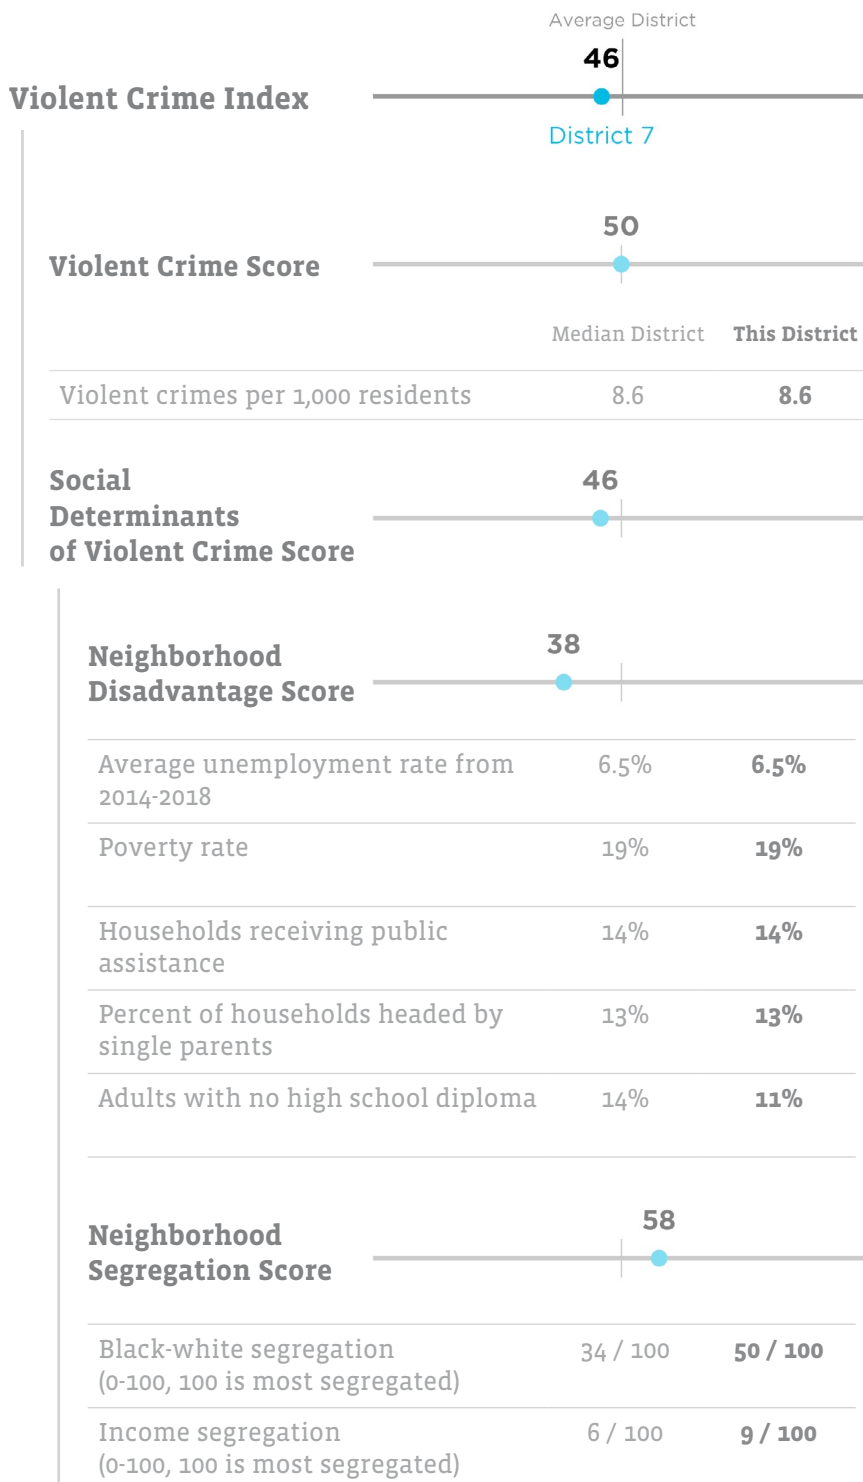 Average District
46
Violent Crime Index
District 7
50
Violent Crime Score
Median District This District
Violent crimes per 1,000 residents 8.6 8.6
Social
46
Determinants
of Violent Crime Score
38
Neighborhood
Disadvantage Score
Average unemployment rate from 6.5% 6.5%
2014-2018
Poverty rate 19% 19%
Households receiving public 14% 14%
assistance
Percent of households headed by 13% 13%
single parents
Adults with no high school diploma 14% 11%
58
Neighborhood
Segregation Score
Black-white segregation 34 / 100 50 / 100
(0-100, 100 is most segregated)
Income segregation 6 / 100 9 / 100
(0-100, 100 is most segregated)